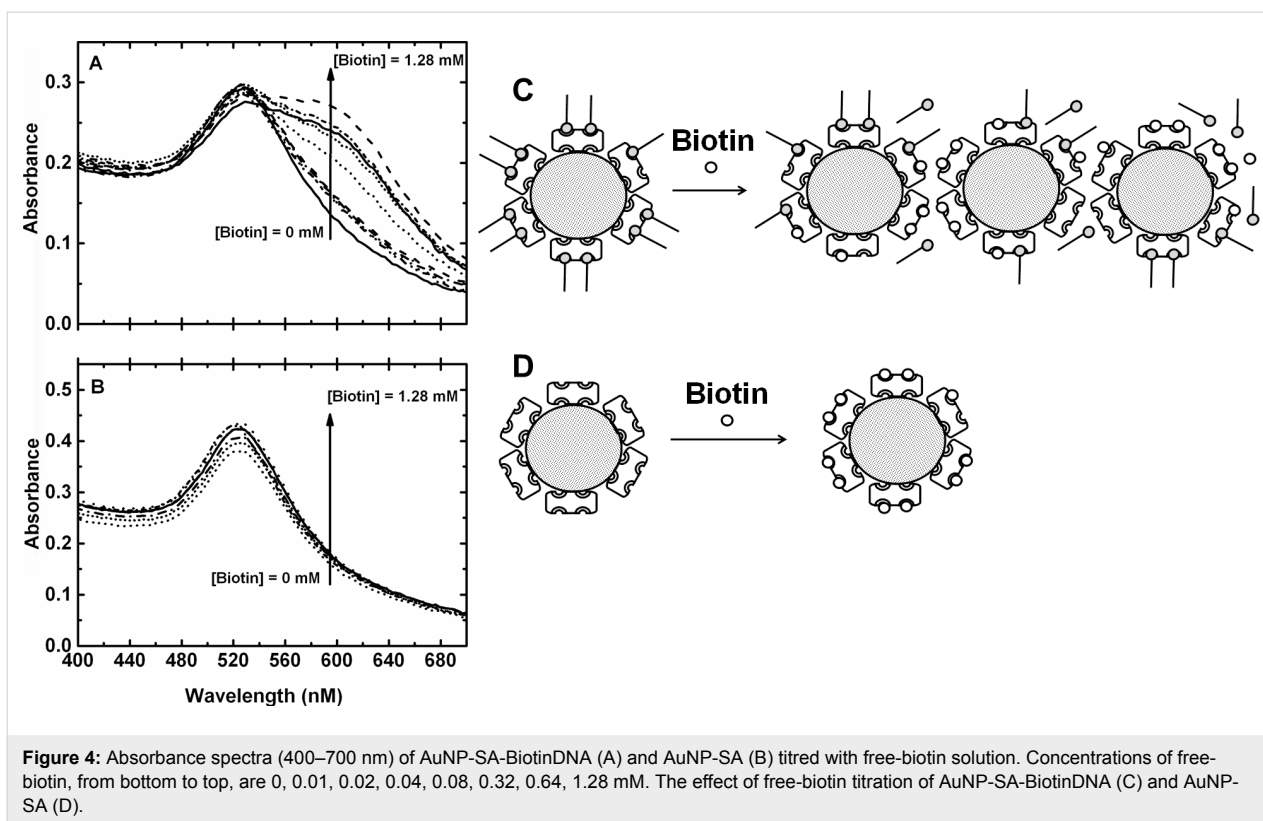 A
[Biotin] = 1.28 mM
[Biotin] = 0 mM
0.3
0.2
0.1
0.0
Absorbance
B
[Biotin] = 1.28 mM
[Biotin] = 0 mM
0.5
0.4
0.3
0.2
0.1
0.0
Absorbance
400 440 480 520 560 600 640 680
Wavelength (nM)
C
Biotin
D
Biotin
Figure 4: Absorbance spectra (400–700 nm) of AuNP-SA-BiotinDNA (A) and AuNP-SA (B) titred with free-biotin solution. Concentrations of free-
biotin, from bottom to top, are 0, 0.01, 0.02, 0.04, 0.08, 0.32, 0.64, 1.28 mM. The effect of free-biotin titration of AuNP-SA-BiotinDNA (C) and AuNP-
SA (D).